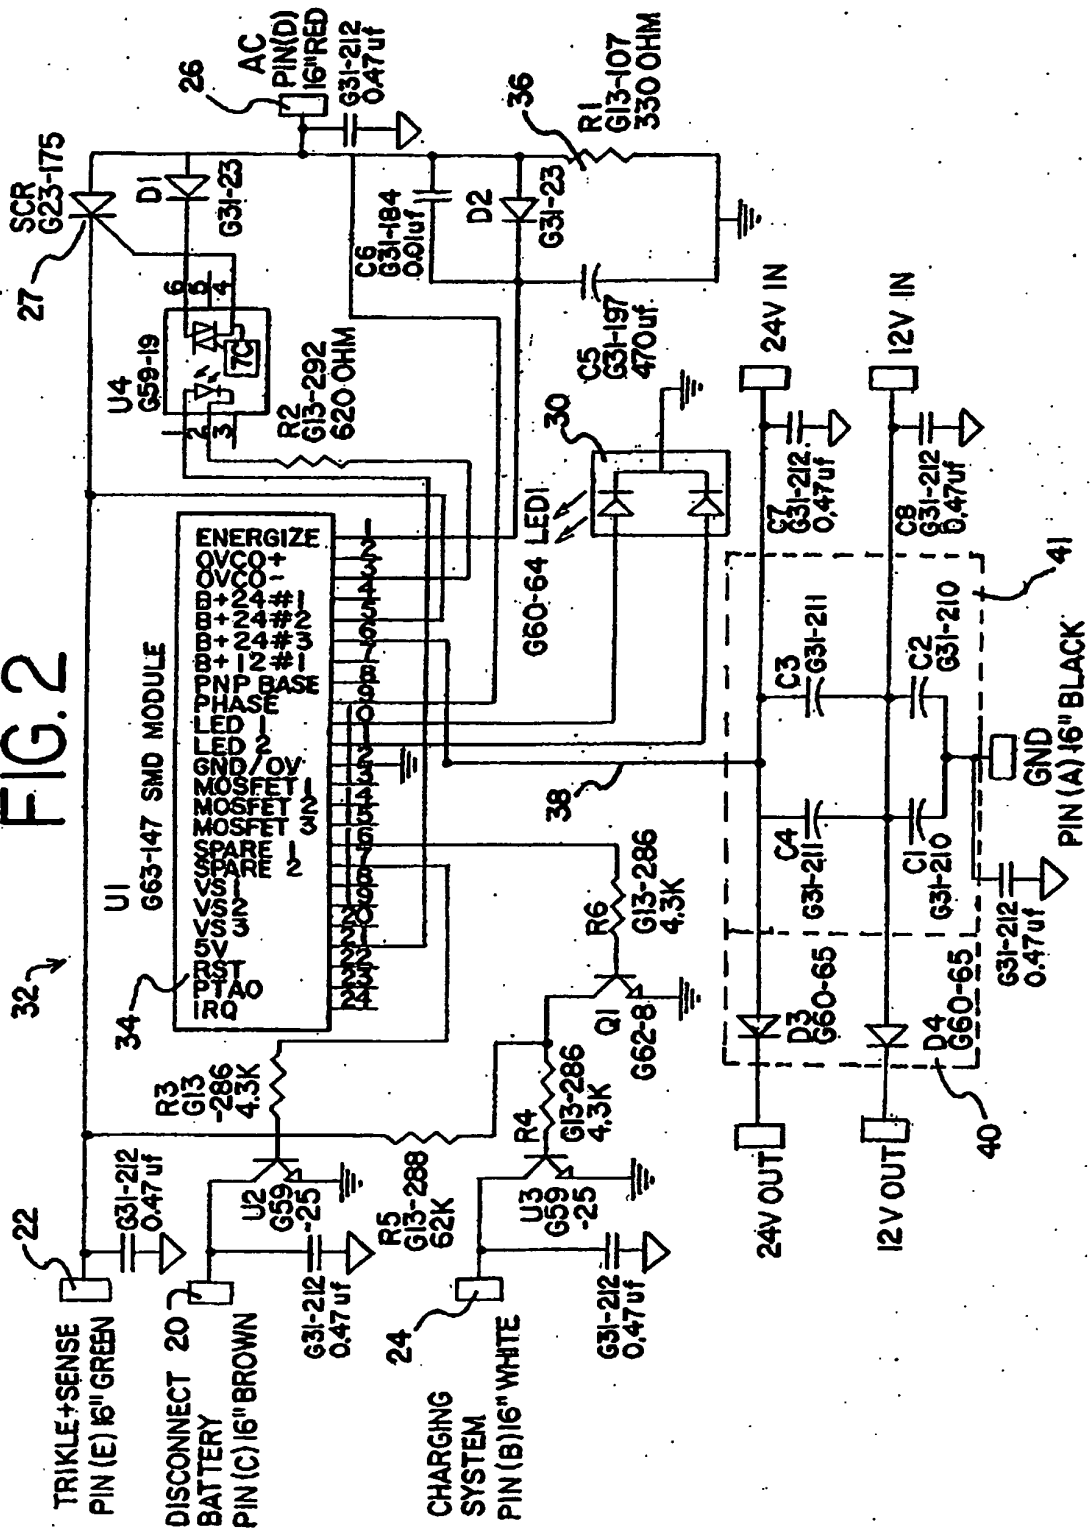 FIG. 2
32
SCR
G23-175
27
26
AC
PIN(D)
16"RED
G31-212
0.47uf
D1
G31-23
U4
G59-19
6
5
4
1
2
3
7C
R2
G13-292
620 OHM
C6
G31-184
0.01uf
D2
G31-23
36
R1
G13-107
330 OHM
C5
G31-197
470uf
U1
G63-147 SMD MODULE
34
ENERGIZE
OVCO+
OVCO-
B+24#1
B+24#2
B+24#3
B+12#1
PNP BASE
PHASE
LED 1
LED 2
GND/OV
MOSFET 1
MOSFET 2
MOSFET 3
SPARE 1
SPARE 2
VS1
VS2
VS3
5V
RST
PTAO
IRQ
30
G60-64 LED1
38
22
TRIKLE+SENSE
PIN (E) 16"GREEN
G31-212
0.47uf
DISCONNECT 20
BATTERY
PIN(C) 16"BROWN
G31-212
0.47uf
U2
G59
-25
R3
G13
-286
4.3K
R5
G13-288
62K
24
CHARGING
SYSTEM
PIN(B) 16"WHITE
G31-212
0.47uf
U3
G59
-25
R4
G13-286
4.3K
Q1
G62-8
R6
G13-286
4.3K
24V IN
C7
G31-212
0.47uf
12V IN
C8
G31-212
0.47uf
41
C3
G31-211
C2
G31-210
C4
G31-211
C1
G31-210
GND
PIN (A) 16"BLACK
G31-212
0.47uf
D3
G60-65
D4
G60-65
40
24V OUT
12V OUT